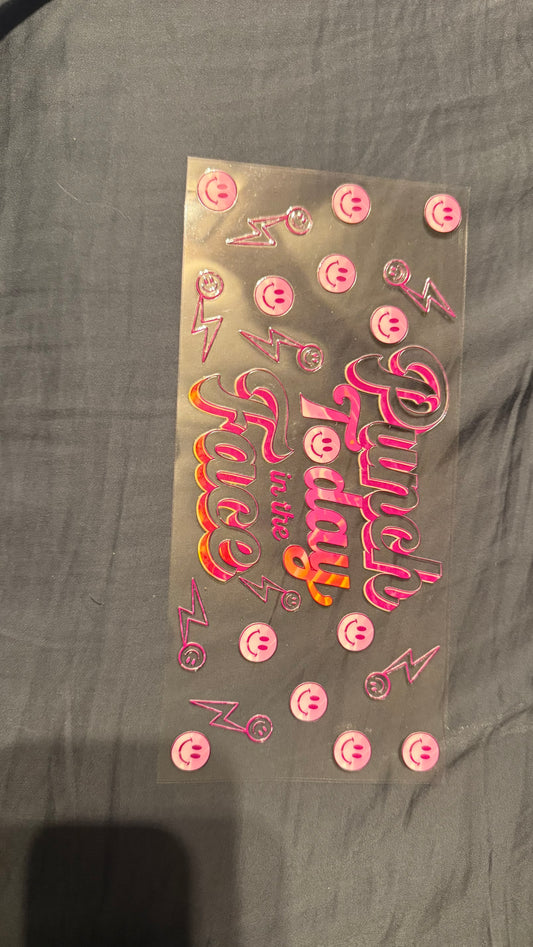 Punch
Today
in the
Face